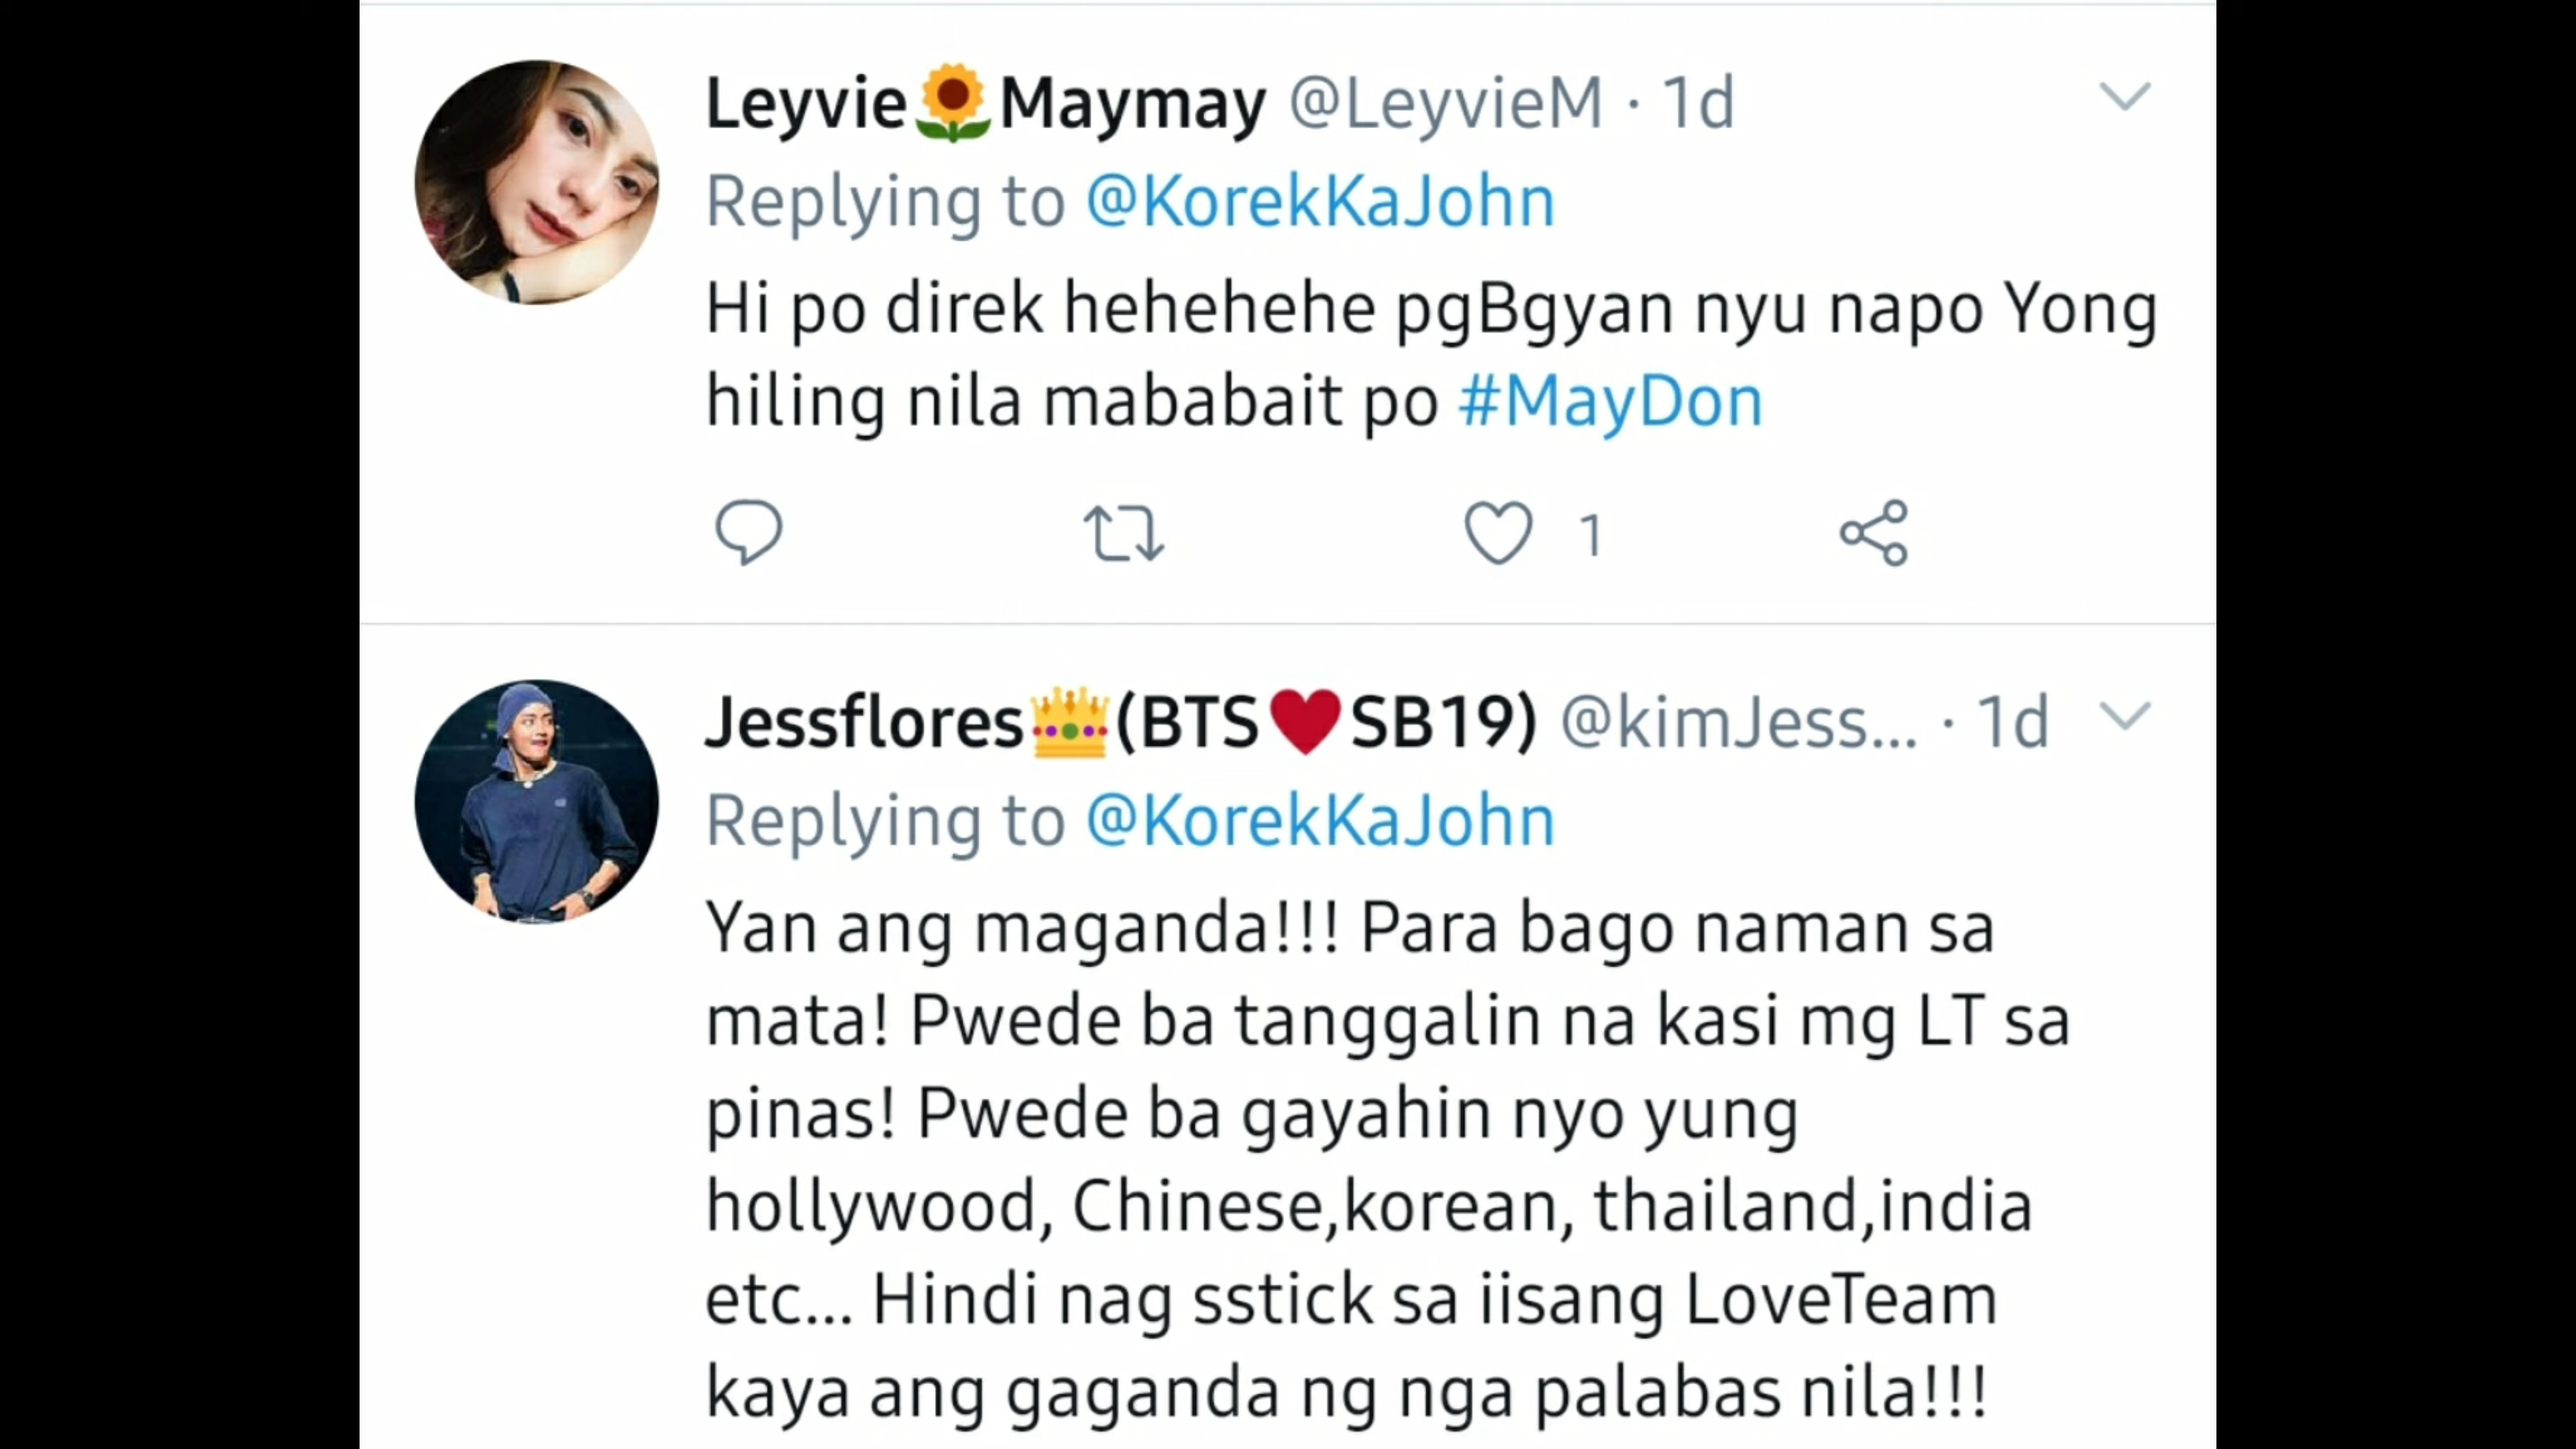 Leyvie🌻Maymay @LeyvieM · 1d
Replying to @KorekKaJohn
Hi po direk hehehehe pgBgyan nyu napo Yong
hiling nila mababait po #MayDon
1
Jessflores👑(BTS❤SB19) @kimJess... · 1d
Replying to @KorekKaJohn
Yan ang maganda!!! Para bago naman sa
mata! Pwede ba tanggalin na kasi mg LT sa
pinas! Pwede ba gayahin nyo yung
hollywood, Chinese,korean, thailand,india
etc... Hindi nag sstick sa iisang LoveTeam
kaya ang gaganda ng nga palabas nila!!!